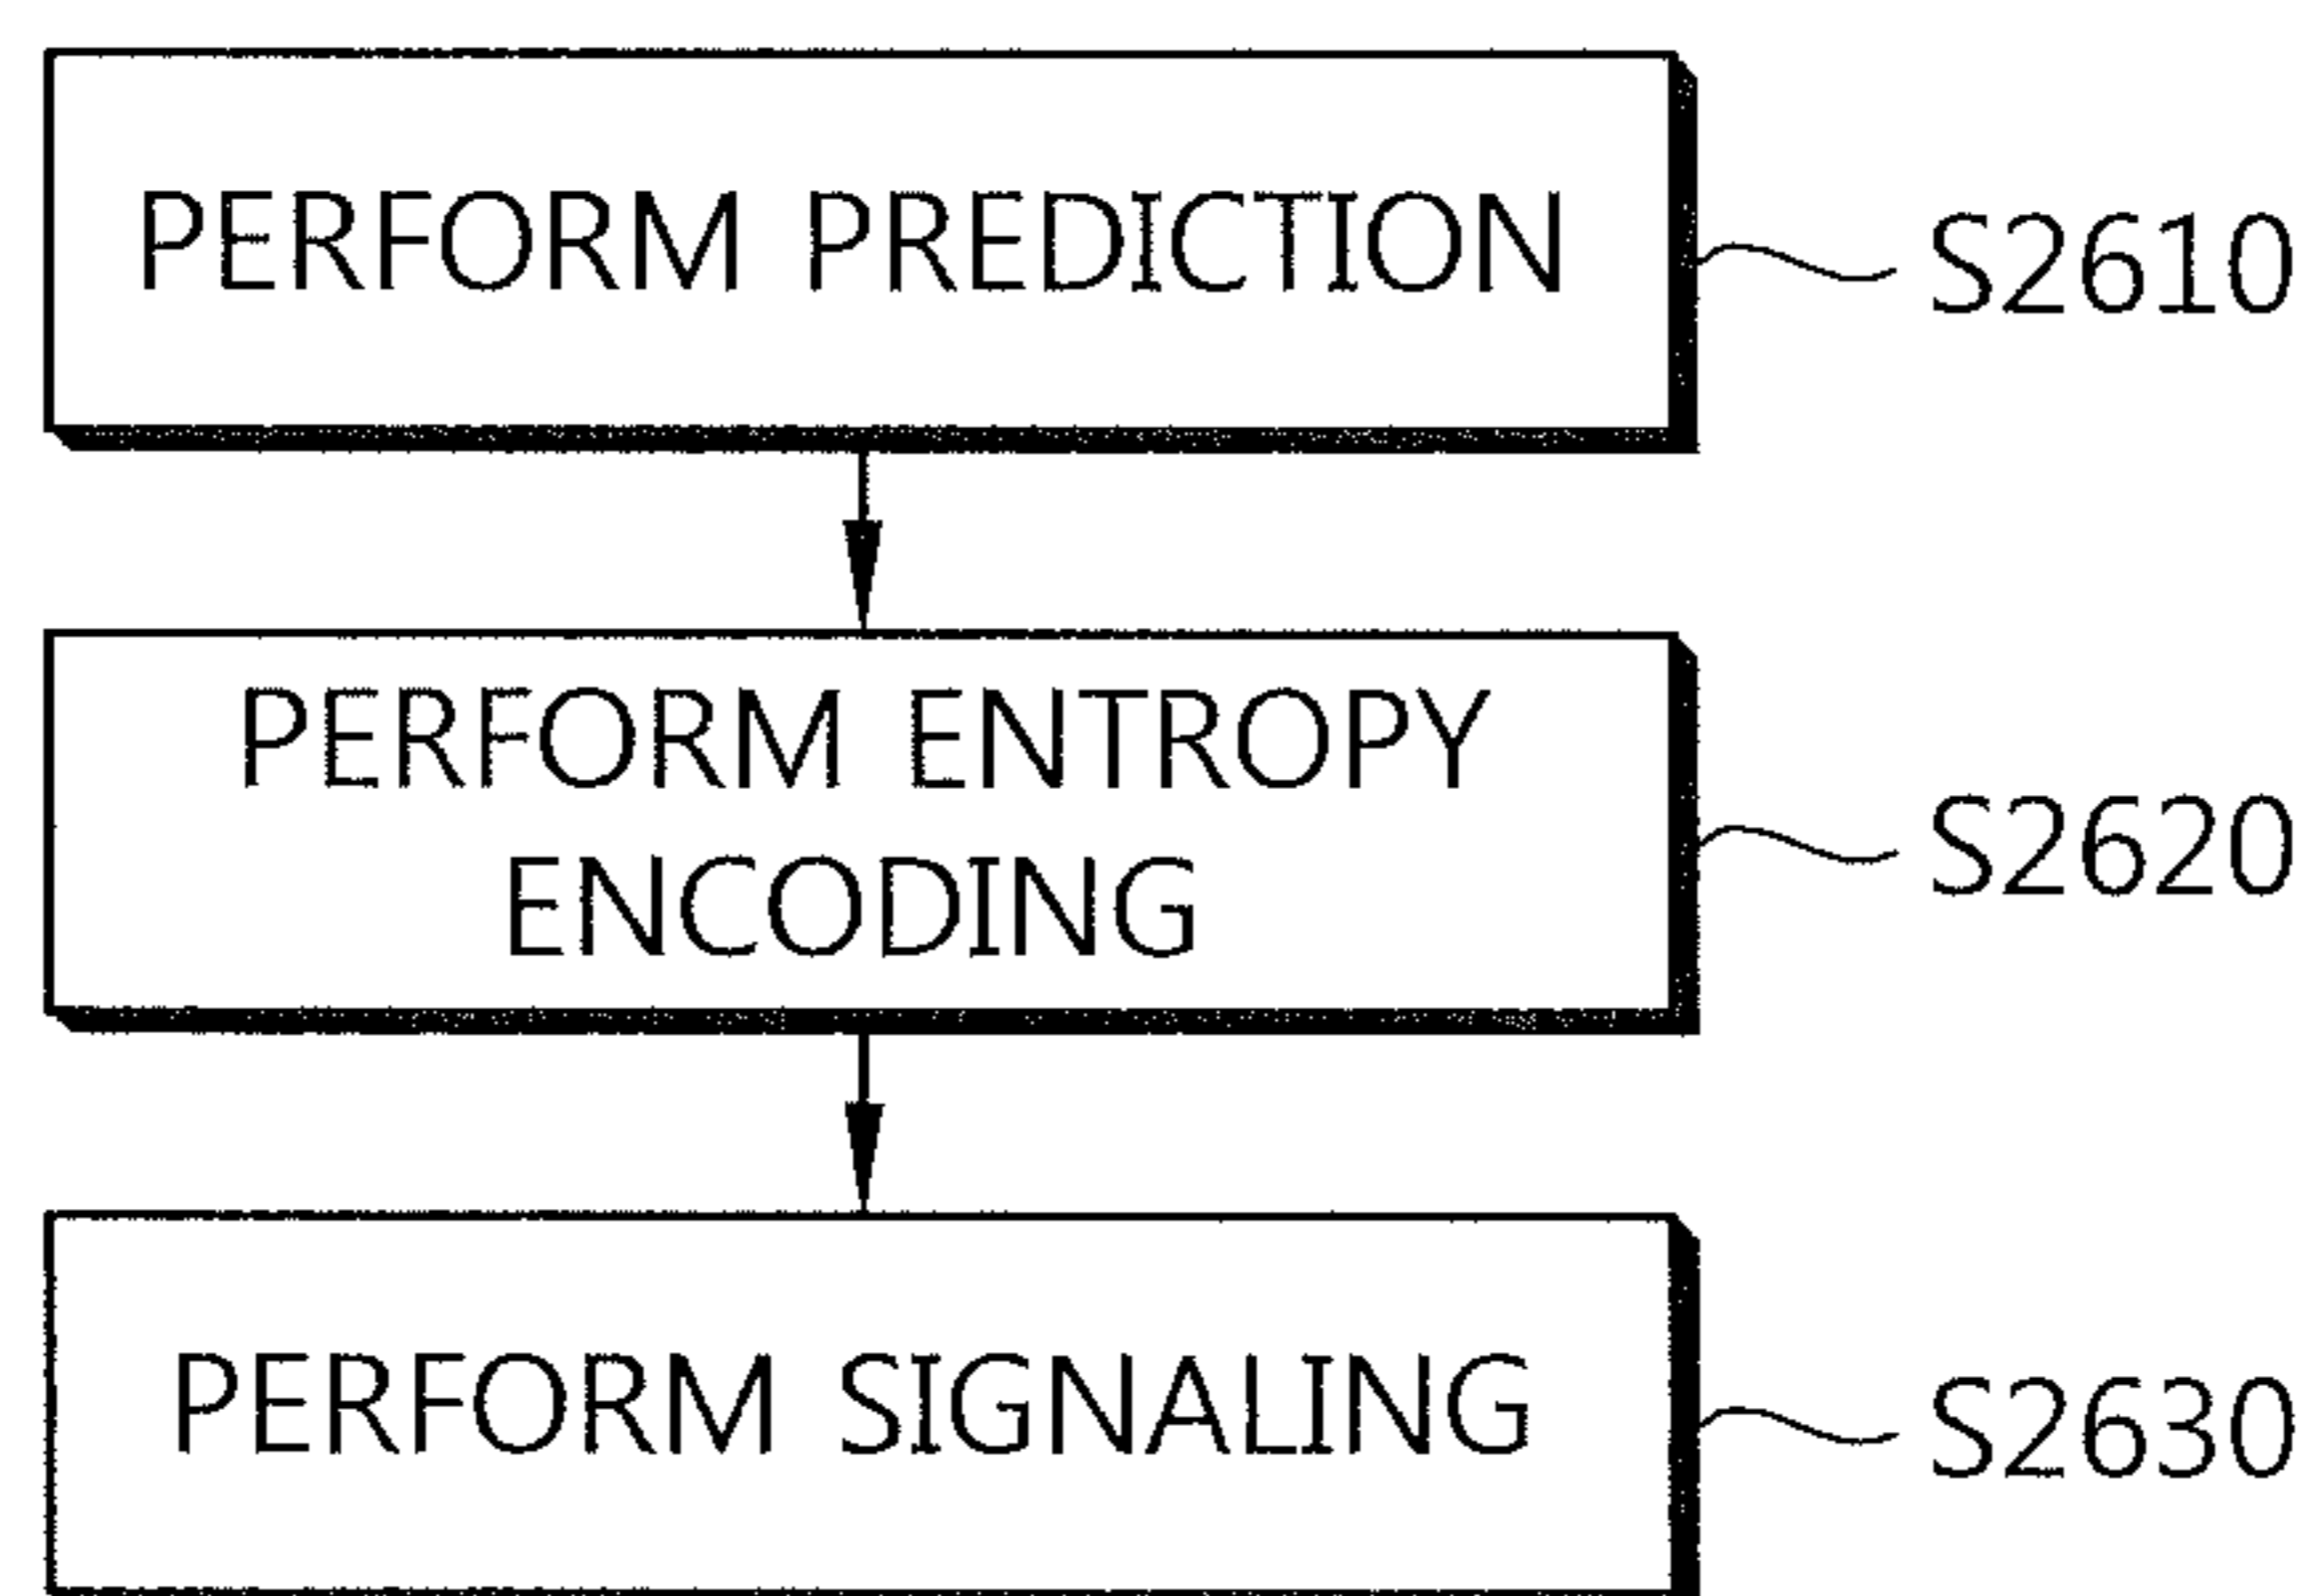 PERFORM PREDICTION
S2610
PERFORM ENTROPY
ENCODING
S2620
PERFORM SIGNALING
S2630